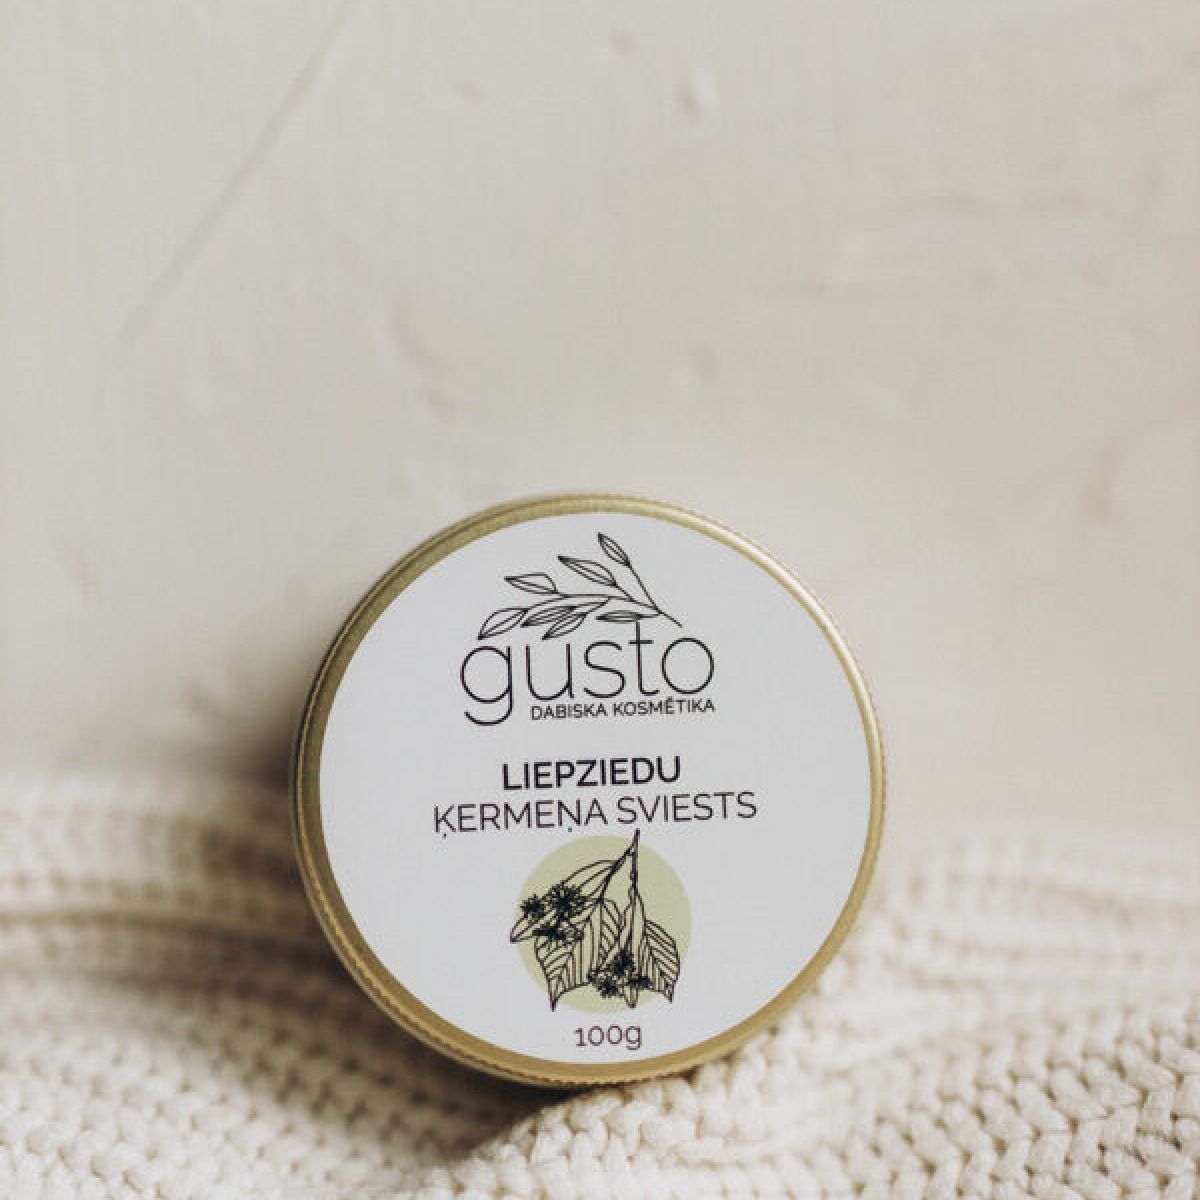 gusto
DABISKA KOSMĒTIKA
LIEPZIEDU
ĶERMEŅA SVIESTS
100g